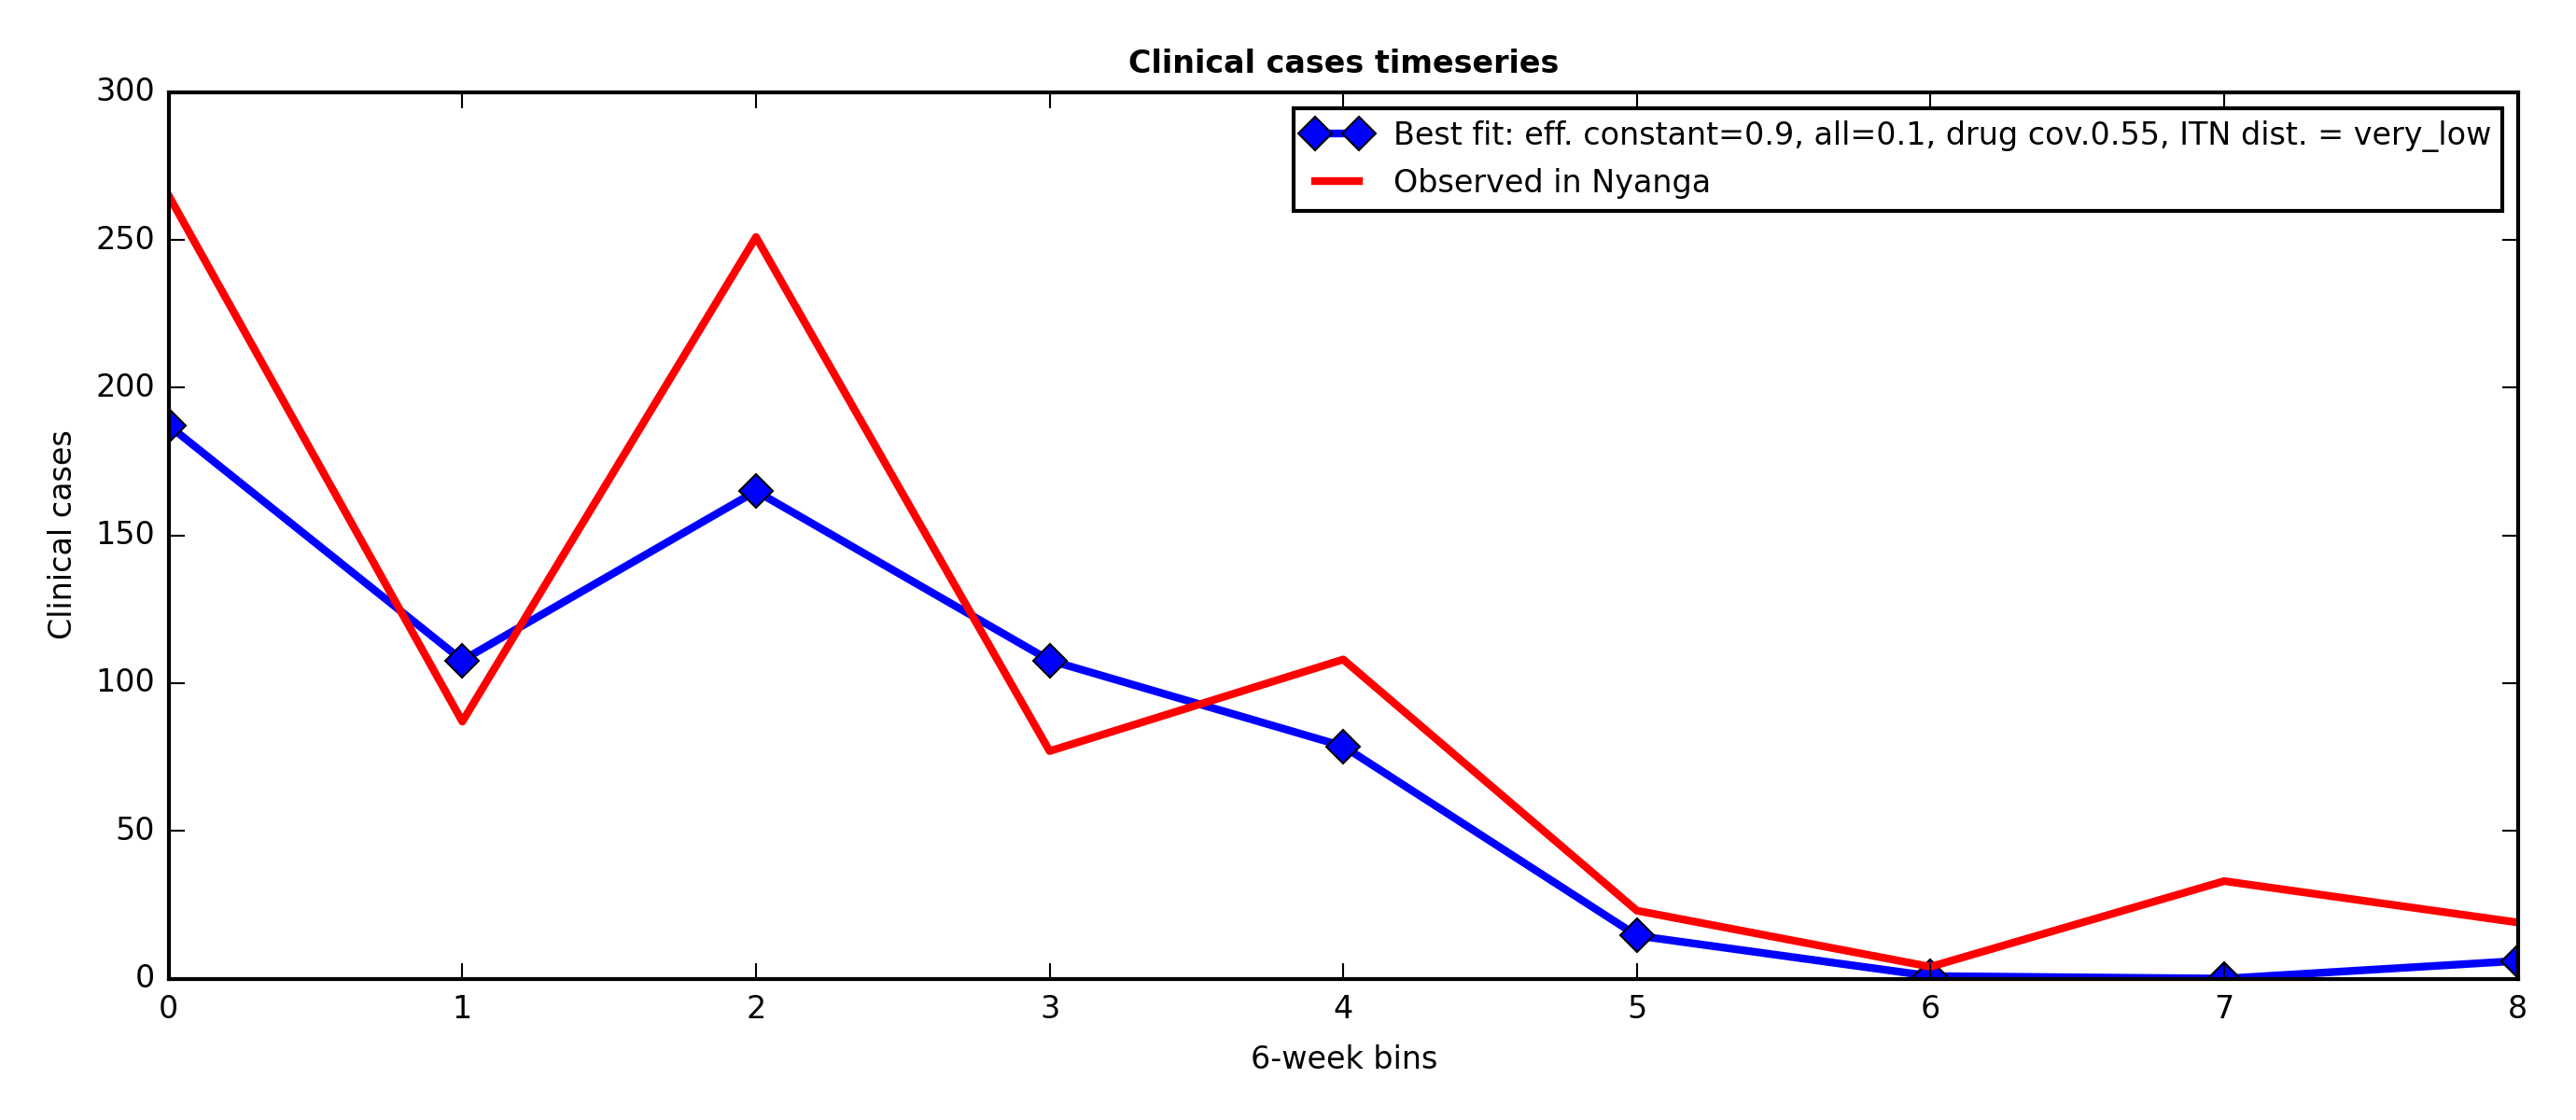 Clinical cases timeseries
300
250
200
150
100
50
0
Clinical cases
Best fit: eff. constant=0.9, all=0.1, drug cov.0.55, ITN dist. = very_low
Observed in Nyanga
0 1 2 3 4 5 6 7 8
6-week bins